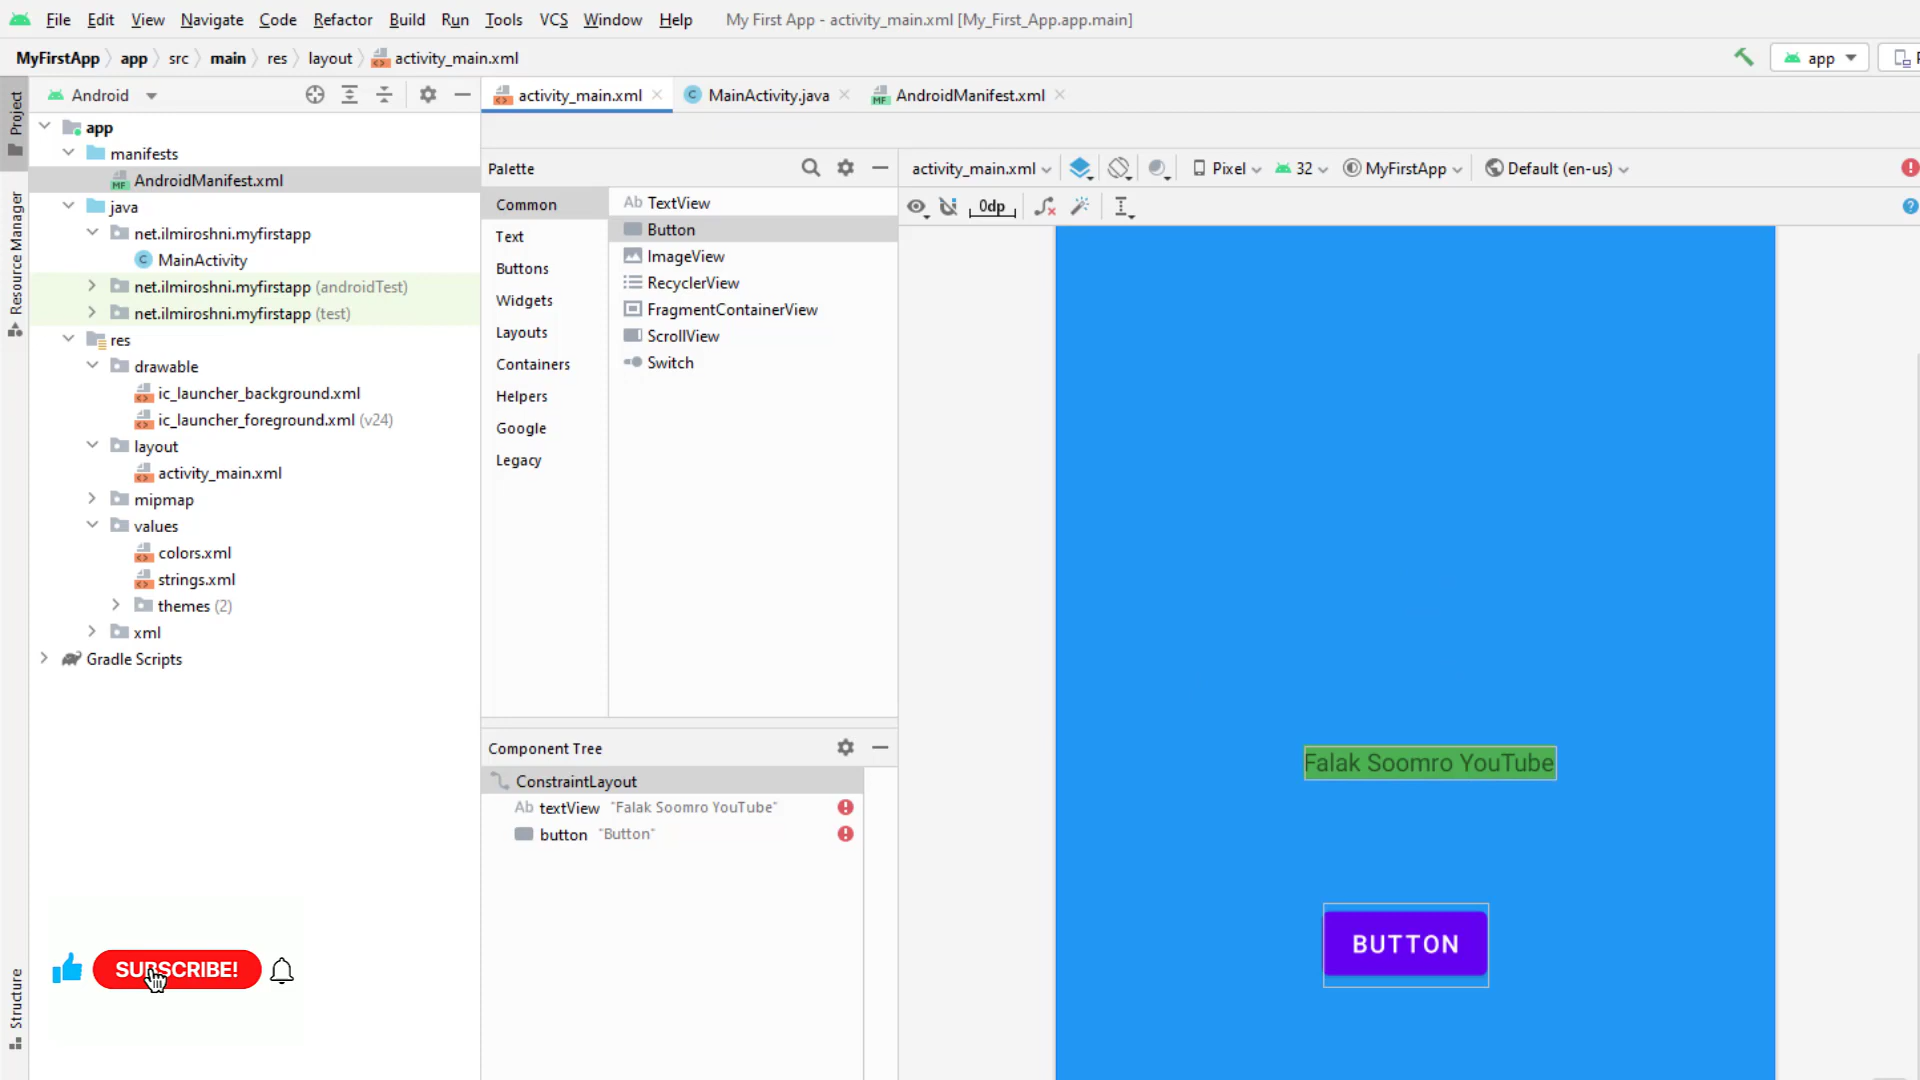 File Edit View Navigate Code Refactor Build Run Tools VCS Window Help My First App - activity_main.xml [My_First_App.app.main]
MyFirstApp app src main res layout activity_main.xml app
Project
Resource Manager
Structure
Android
app
manifests
AndroidManifest.xml
java
net.ilmiroshni.myfirstapp
MainActivity
net.ilmiroshni.myfirstapp (androidTest)
net.ilmiroshni.myfirstapp (test)
res
drawable
ic_launcher_background.xml
ic_launcher_foreground.xml (v24)
layout
activity_main.xml
mipmap
values
colors.xml
strings.xml
themes (2)
xml
Gradle Scripts
SUBSCRIBE!
activity_main.xml MainActivity.java AndroidManifest.xml
Palette
Common
Text
Buttons
Widgets
Layouts
Containers
Helpers
Google
Legacy
Ab TextView
Button
ImageView
RecyclerView
FragmentContainerView
ScrollView
Switch
Component Tree
ConstraintLayout
Ab textView "Falak Soomro YouTube"
button "Button"
activity_main.xml Pixel 32 MyFirstApp Default (en-us)
0dp
Falak Soomro YouTube
BUTTON